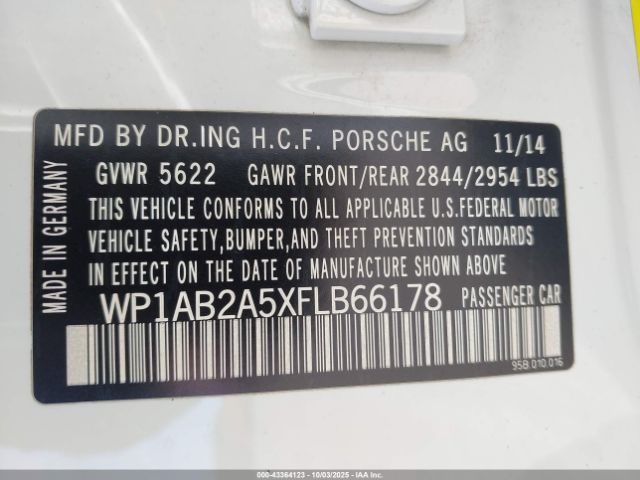 MFD BY DR.ING H.C.F. PORSCHE AG 11/14
GVWR 5622 GAWR FRONT/REAR 2844/2954 LBS
THIS VEHICLE CONFORMS TO ALL APPLICABLE U.S.FEDERAL MOTOR
VEHICLE SAFETY,BUMPER,AND THEFT PREVENTION STANDARDS
IN EFFECT ON THE DATE OF MANUFACTURE SHOWN ABOVE.
WP1AB2A5XFLB66178 PASSENGER CAR
95B.010.016
MADE IN GERMANY
000-43364123 - 10/03/2025 - IAAI.COM